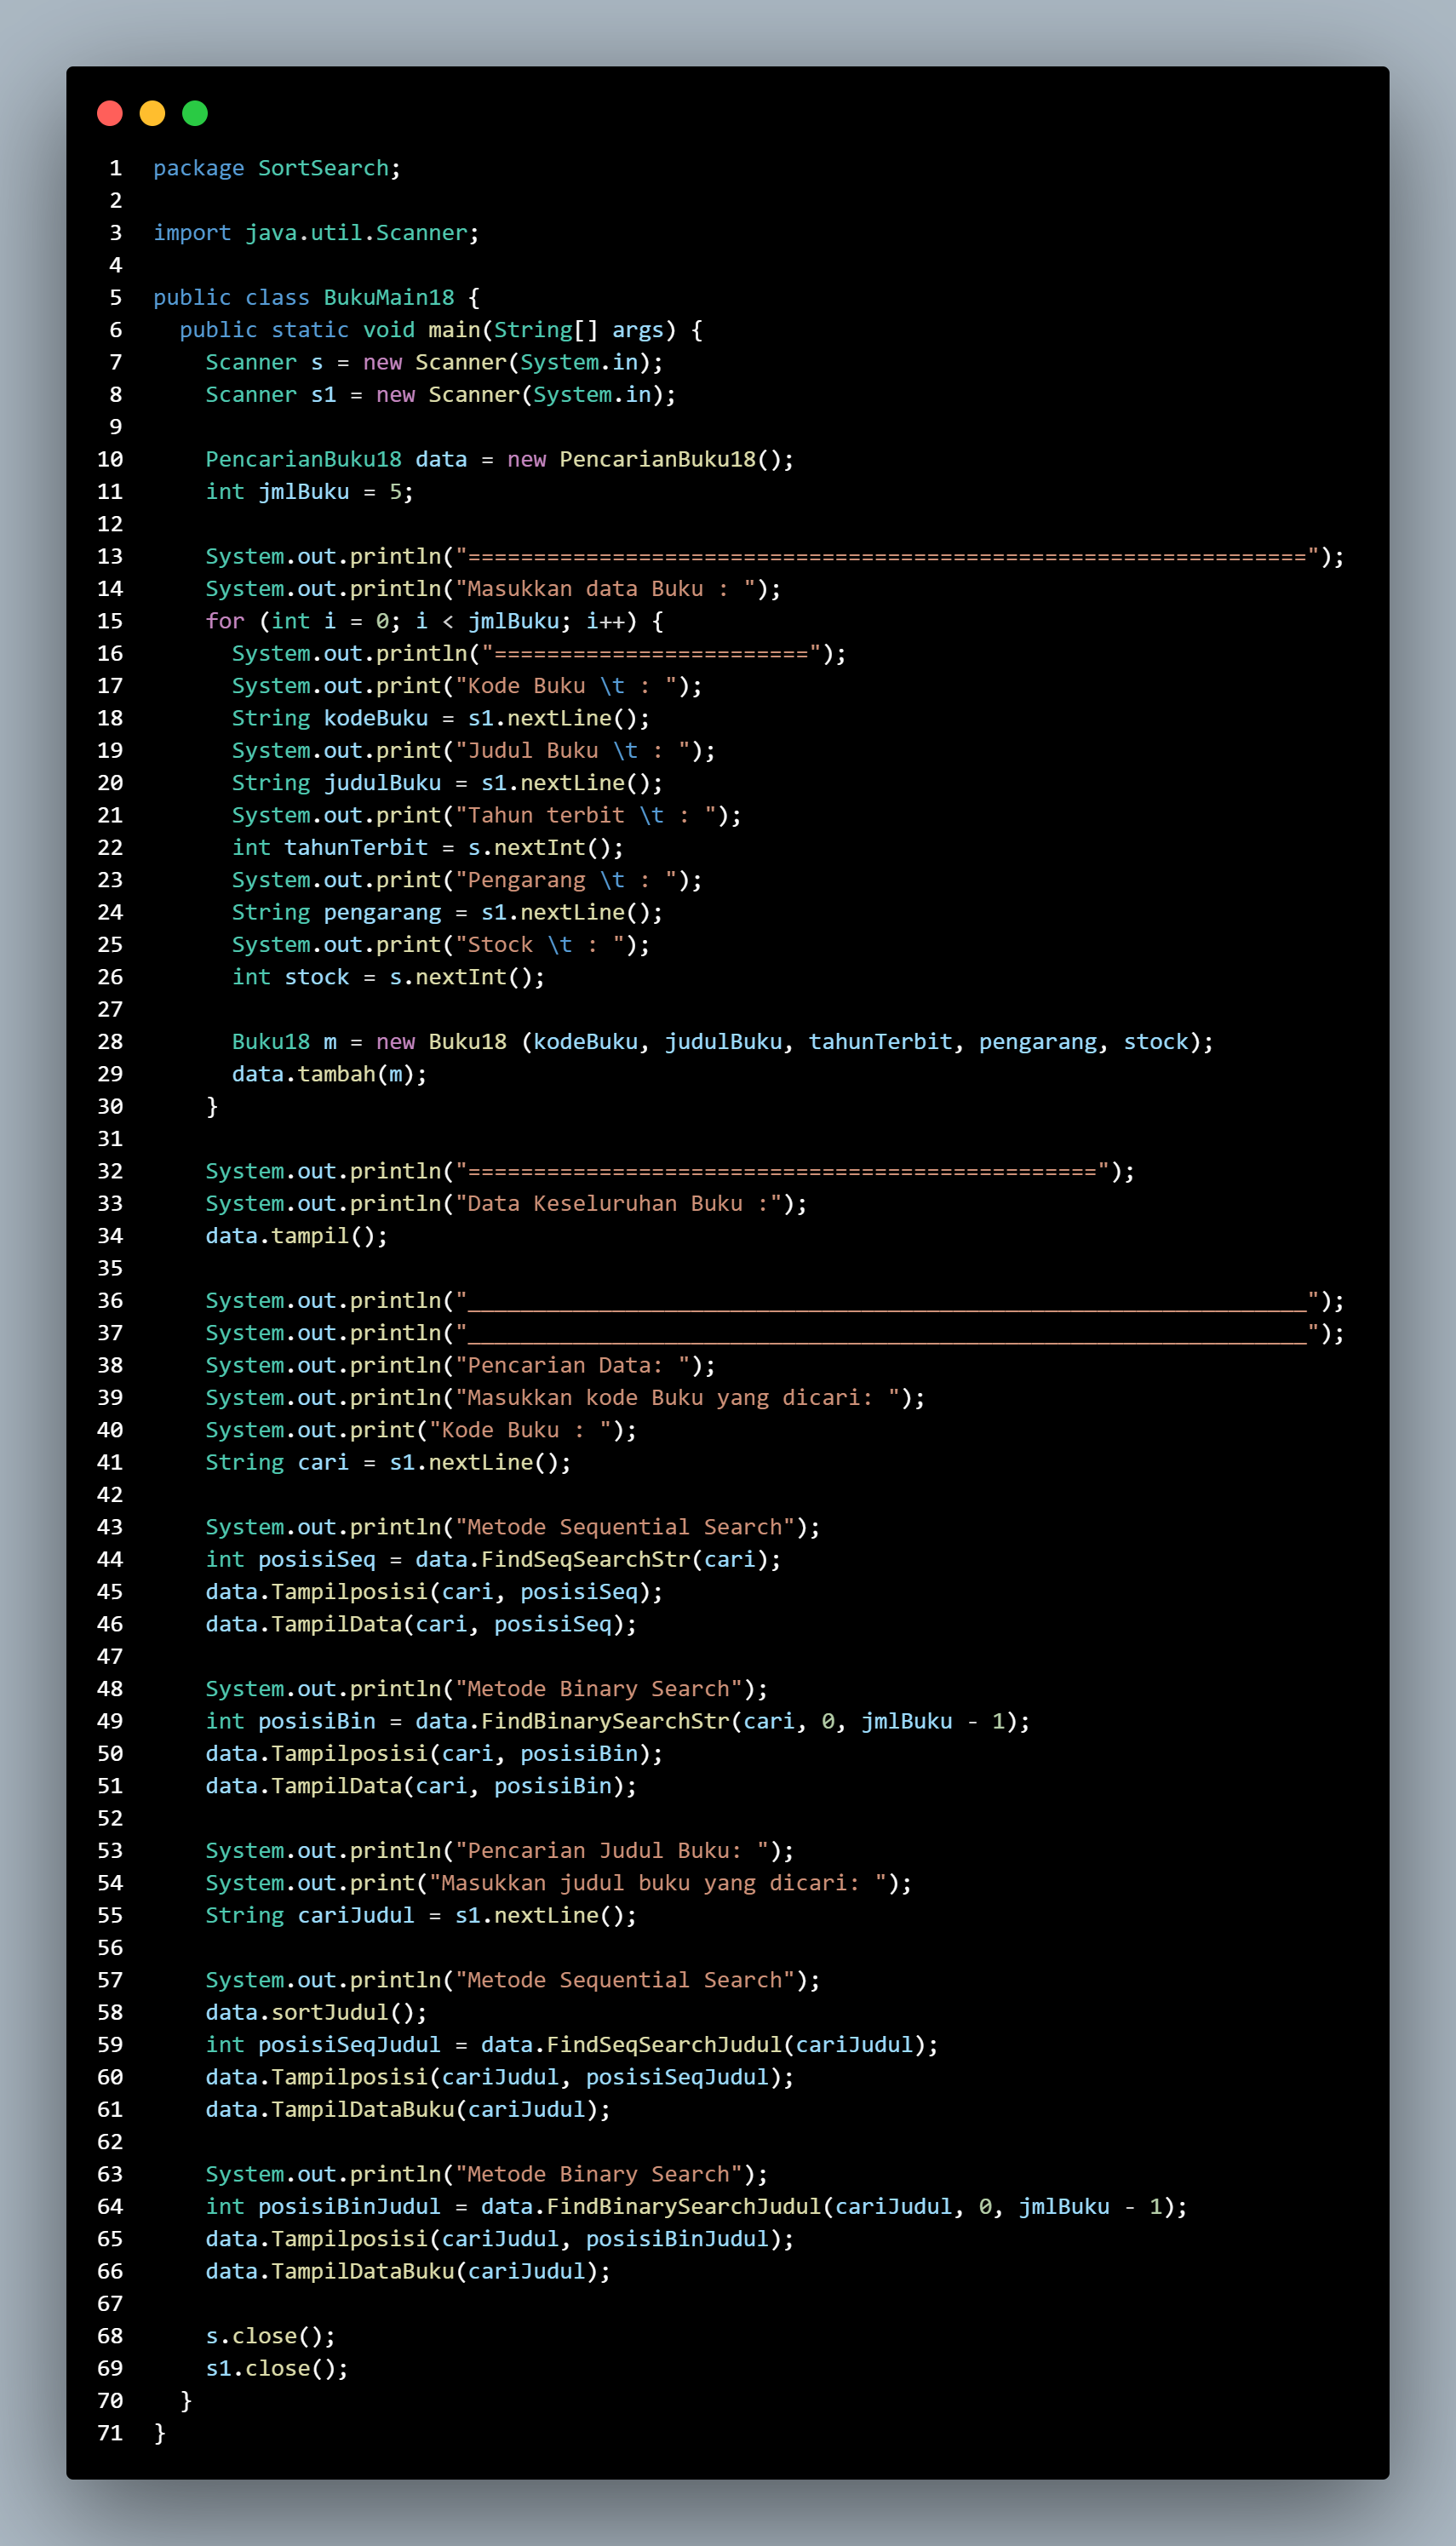 1 package SortSearch;
2
3 import java.util.Scanner;
4
5 public class BukuMain18 {
6   public static void main(String[] args) {
7     Scanner s = new Scanner(System.in);
8     Scanner s1 = new Scanner(System.in);
9
10     PencarianBuku18 data = new PencarianBuku18();
11     int jmlBuku = 5;
12
13     System.out.println("================================================================");
14     System.out.println("Masukkan data Buku : ");
15     for (int i = 0; i < jmlBuku; i++) {
16       System.out.println("========================");
17       System.out.print("Kode Buku \t : ");
18       String kodeBuku = s1.nextLine();
19       System.out.print("Judul Buku \t : ");
20       String judulBuku = s1.nextLine();
21       System.out.print("Tahun terbit \t : ");
22       int tahunTerbit = s.nextInt();
23       System.out.print("Pengarang \t : ");
24       String pengarang = s1.nextLine();
25       System.out.print("Stock \t : ");
26       int stock = s.nextInt();
27
28       Buku18 m = new Buku18 (kodeBuku, judulBuku, tahunTerbit, pengarang, stock);
29       data.tambah(m);
30     }
31
32     System.out.println("================================================");
33     System.out.println("Data Keseluruhan Buku :");
34     data.tampil();
35
36     System.out.println("________________________________________________________________");
37     System.out.println("________________________________________________________________");
38     System.out.println("Pencarian Data: ");
39     System.out.println("Masukkan kode Buku yang dicari: ");
40     System.out.print("Kode Buku : ");
41     String cari = s1.nextLine();
42
43     System.out.println("Metode Sequential Search");
44     int posisiSeq = data.FindSeqSearchStr(cari);
45     data.Tampilposisi(cari, posisiSeq);
46     data.TampilData(cari, posisiSeq);
47
48     System.out.println("Metode Binary Search");
49     int posisiBin = data.FindBinarySearchStr(cari, 0, jmlBuku - 1);
50     data.Tampilposisi(cari, posisiBin);
51     data.TampilData(cari, posisiBin);
52
53     System.out.println("Pencarian Judul Buku: ");
54     System.out.print("Masukkan judul buku yang dicari: ");
55     String cariJudul = s1.nextLine();
56
57     System.out.println("Metode Sequential Search");
58     data.sortJudul();
59     int posisiSeqJudul = data.FindSeqSearchJudul(cariJudul);
60     data.Tampilposisi(cariJudul, posisiSeqJudul);
61     data.TampilDataBuku(cariJudul);
62
63     System.out.println("Metode Binary Search");
64     int posisiBinJudul = data.FindBinarySearchJudul(cariJudul, 0, jmlBuku - 1);
65     data.Tampilposisi(cariJudul, posisiBinJudul);
66     data.TampilDataBuku(cariJudul);
67
68     s.close();
69     s1.close();
70   }
71 }